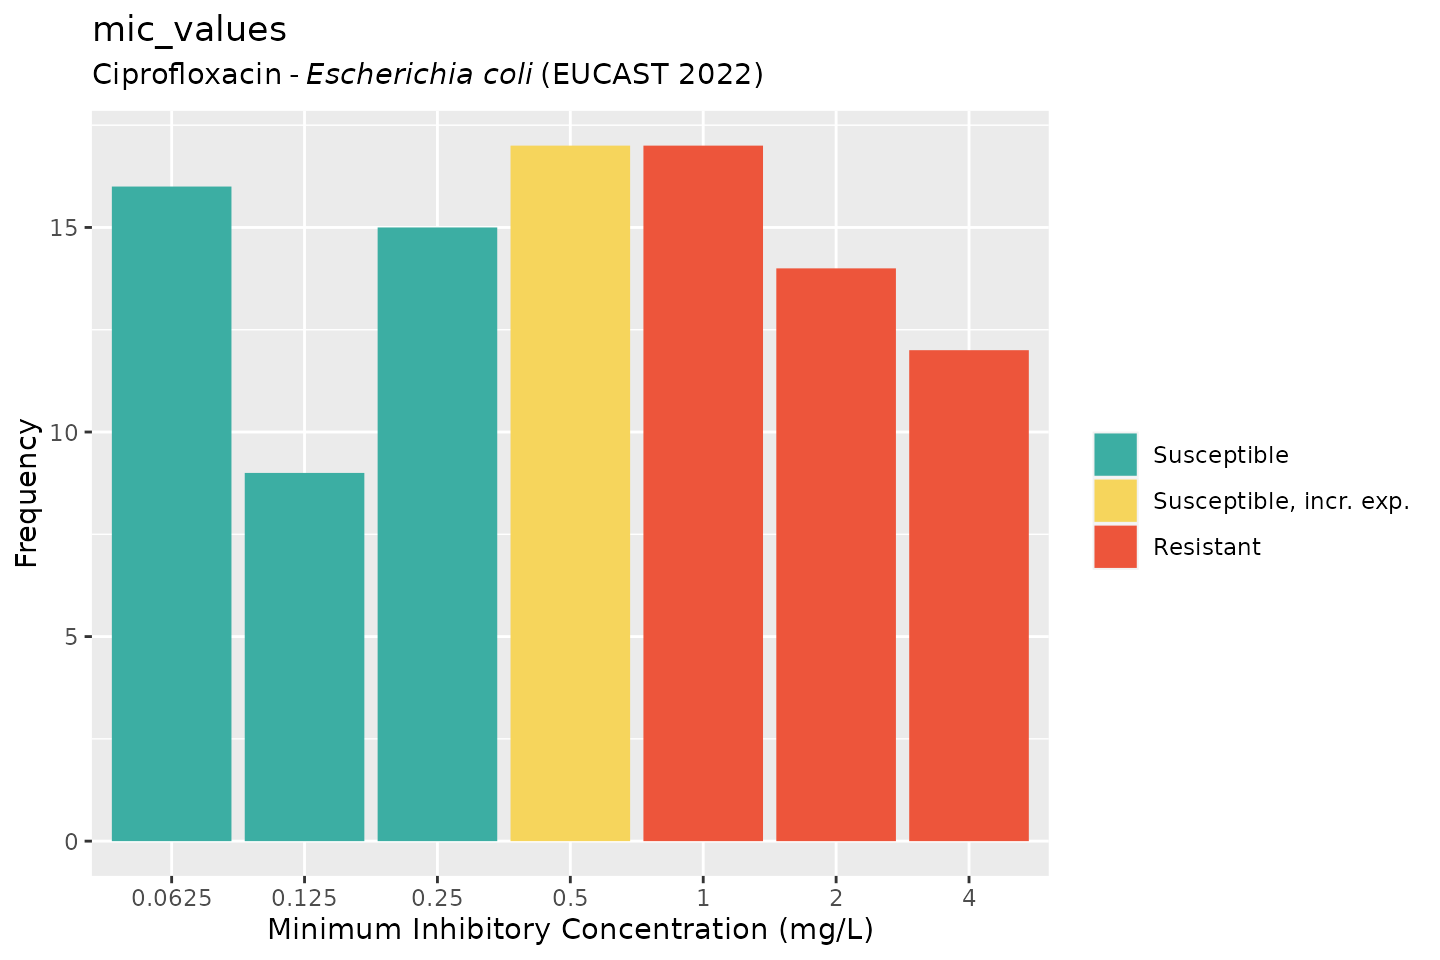 mic_values
Ciprofloxacin - Escherichia coli (EUCAST 2022)
Frequency
15
10
5
0
0.0625 0.125 0.25 0.5 1 2 4
Minimum Inhibitory Concentration (mg/L)
Susceptible
Susceptible, incr. exp.
Resistant